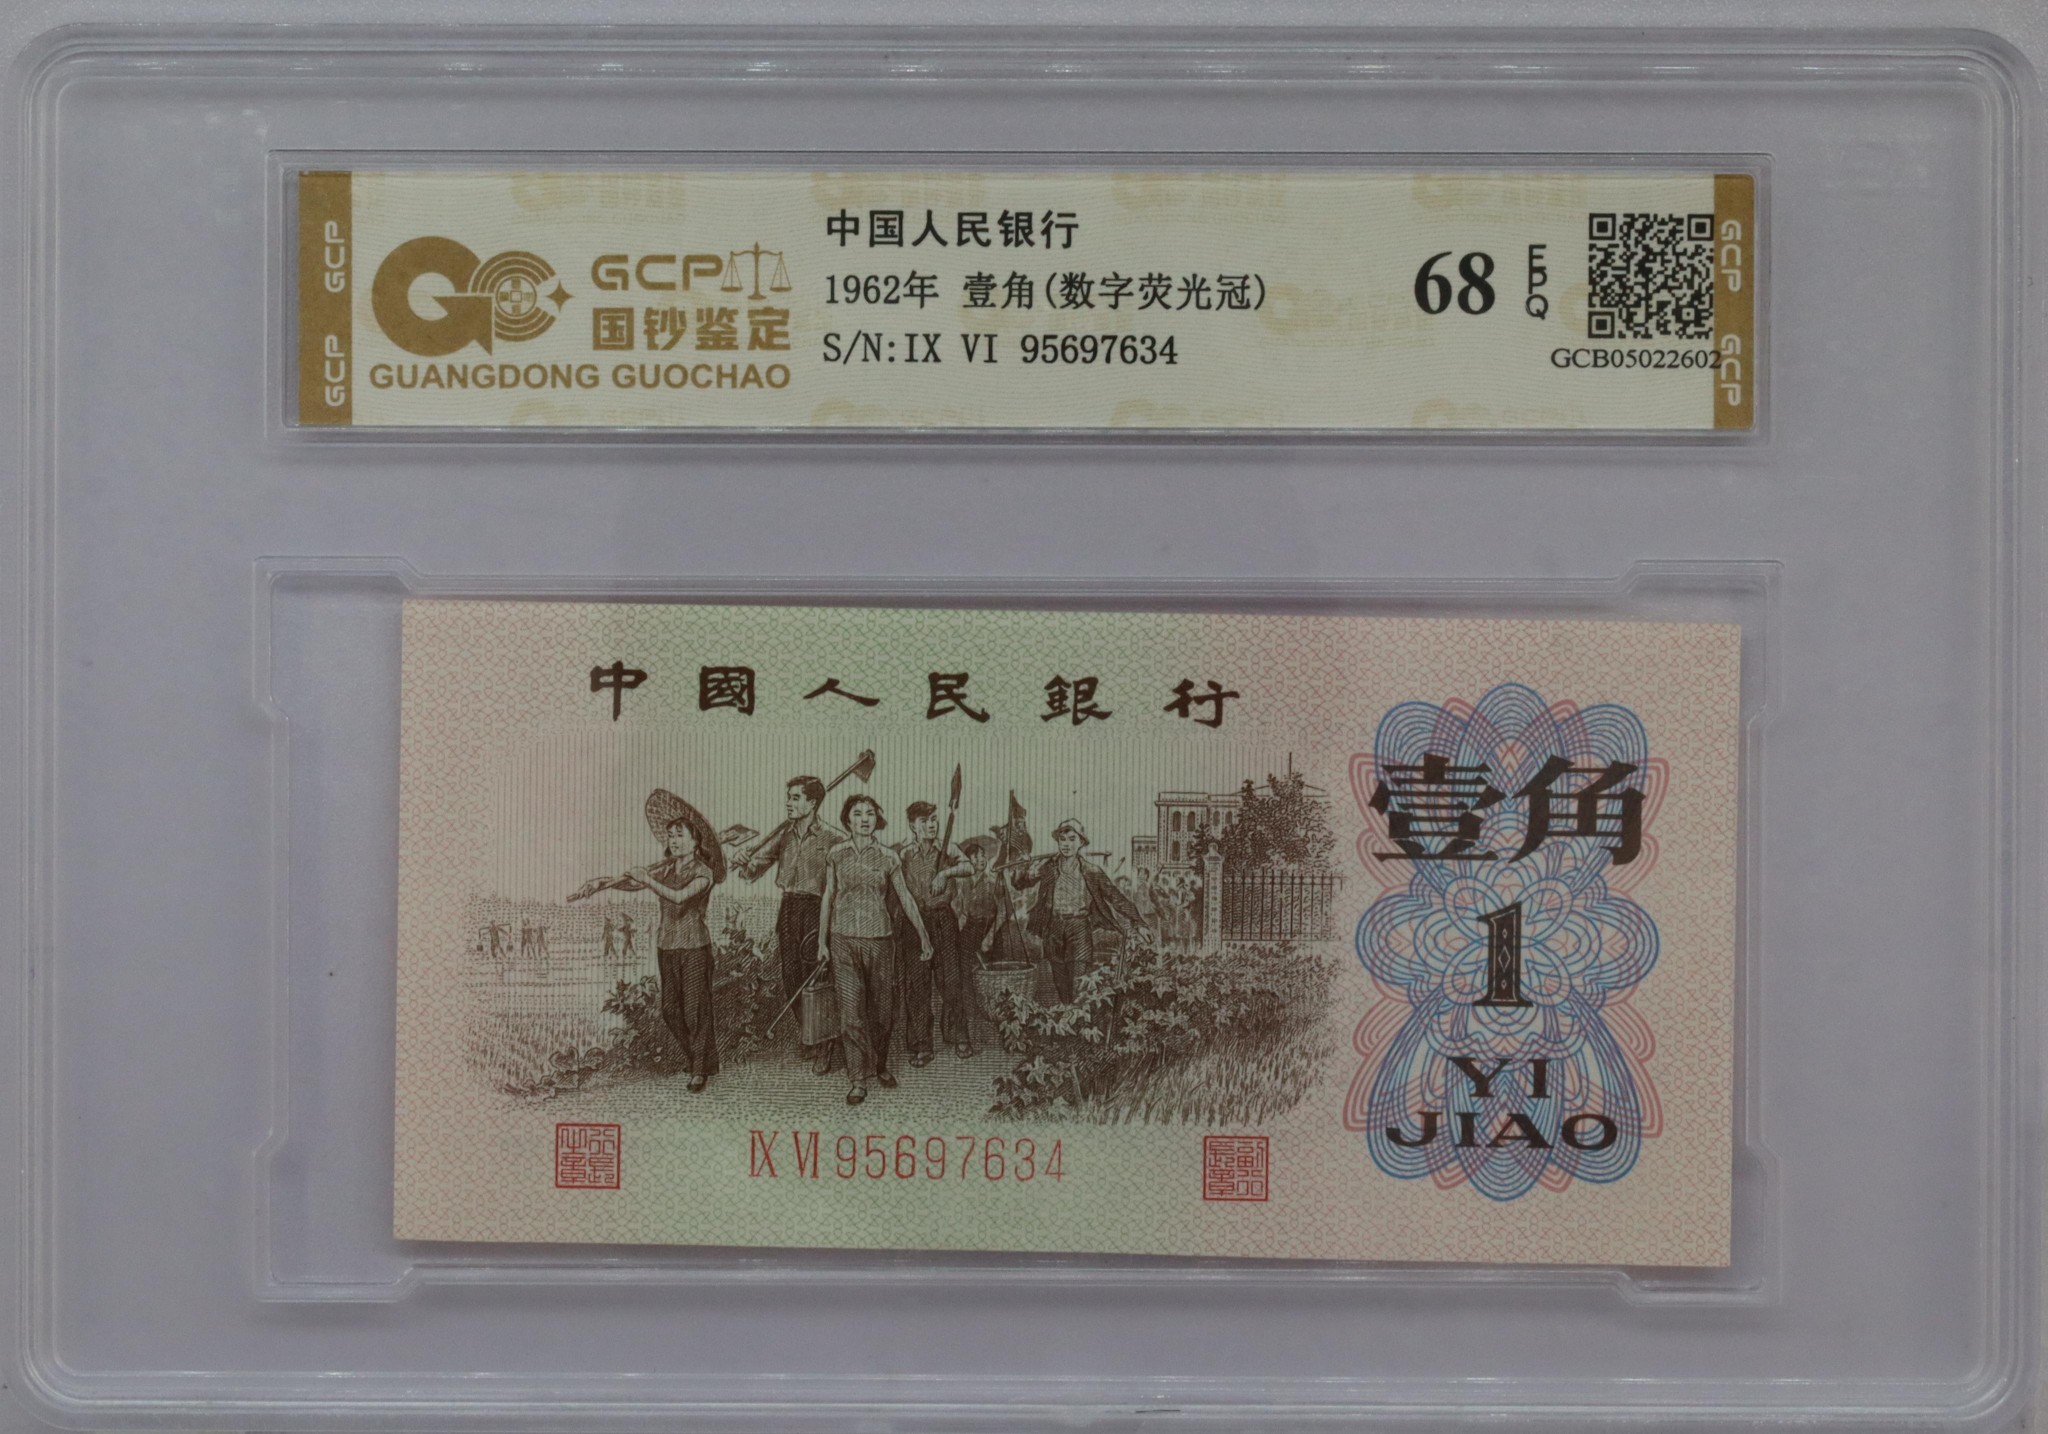 GCP
GCP
GCP
国钞鉴定
GUANGDONG GUOCHAO
中国人民银行
1962年 壹角(数字荧光冠)
S/N:IX VI 95697634
68
EPQ
GCB05022602
GCP
GCP
中國人民銀行
壹角
1
YI
JIAO
IX VI 95697634